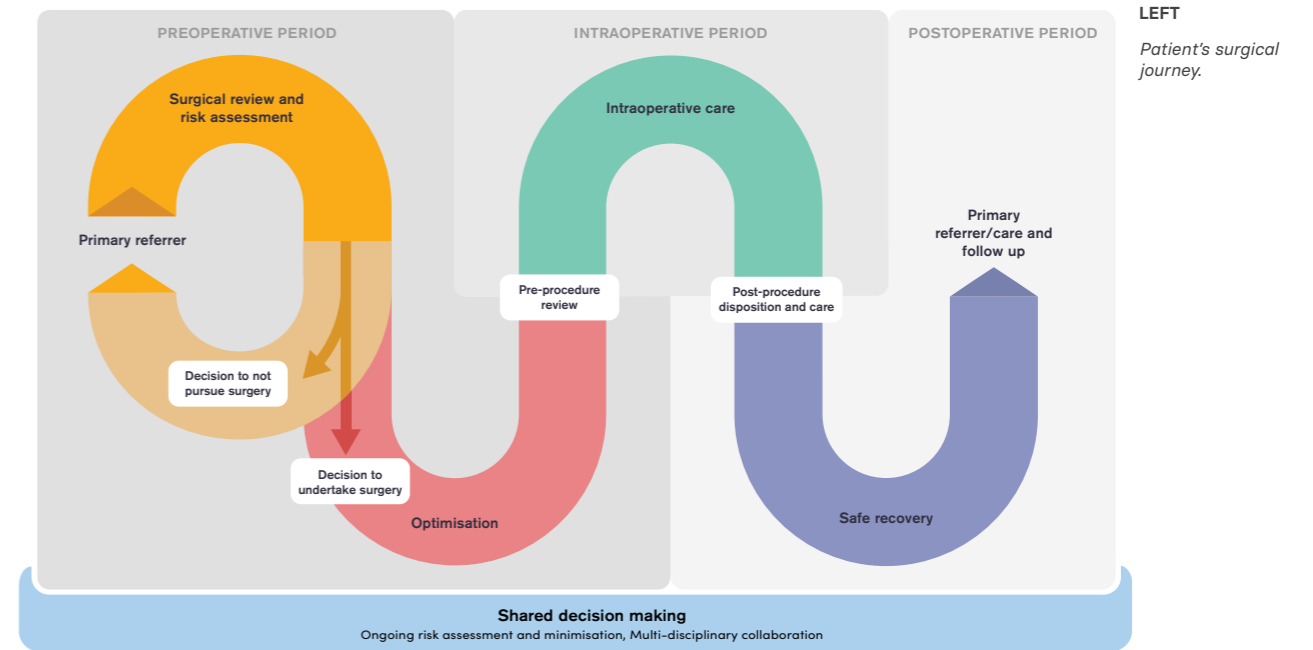 PREOPERATIVE PERIOD
INTRAOPERATIVE PERIOD
POSTOPERATIVE PERIOD
LEFT
Patient's surgical
journey.
Surgical review and
risk assessment
Primary referrer
Decision to not
pursue surgery
Decision to
undertake surgery
Optimisation
Pre-procedure
review
Intraoperative care
Post-procedure
disposition and care
Safe recovery
Primary
referrer/care and
follow up
Shared decision making
Ongoing risk assessment and minimisation, Multi-disciplinary collaboration